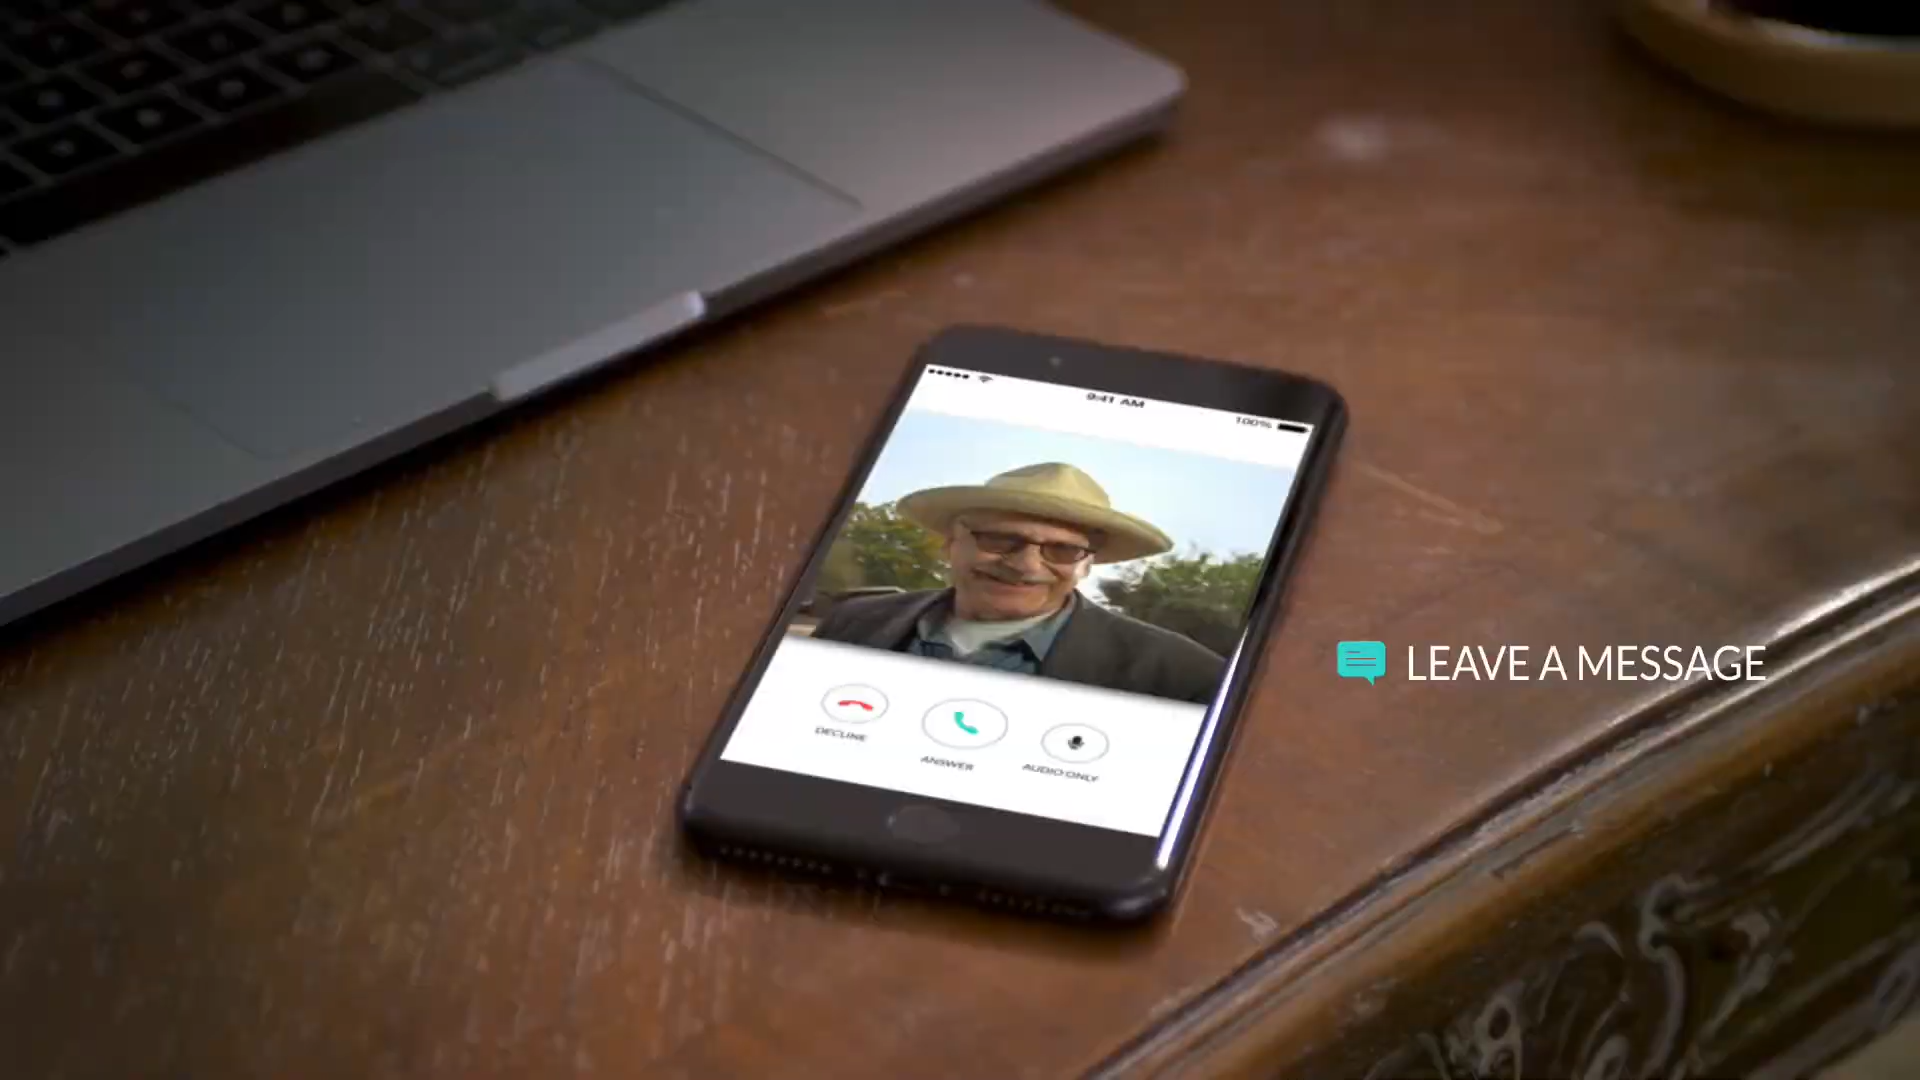 9:41 AM
100%
DECLINE
ANSWER
AUDIO ONLY
LEAVE A MESSAGE